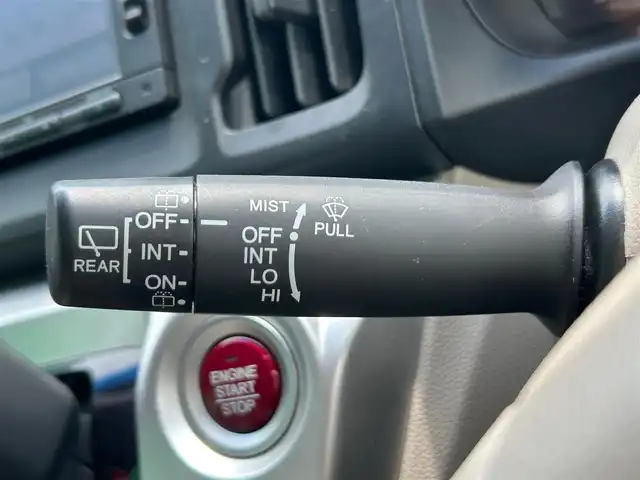 REAR
OFF
INT
ON
MIST
OFF
INT
LO
HI
PULL
ENGINE
START
STOP